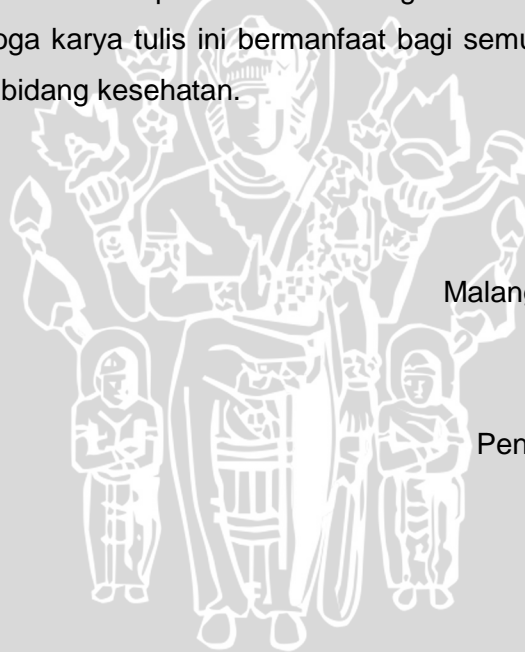 oga karya tulis ini bermanfaat bagi semu
bidang kesehatan.
Malang
Pen